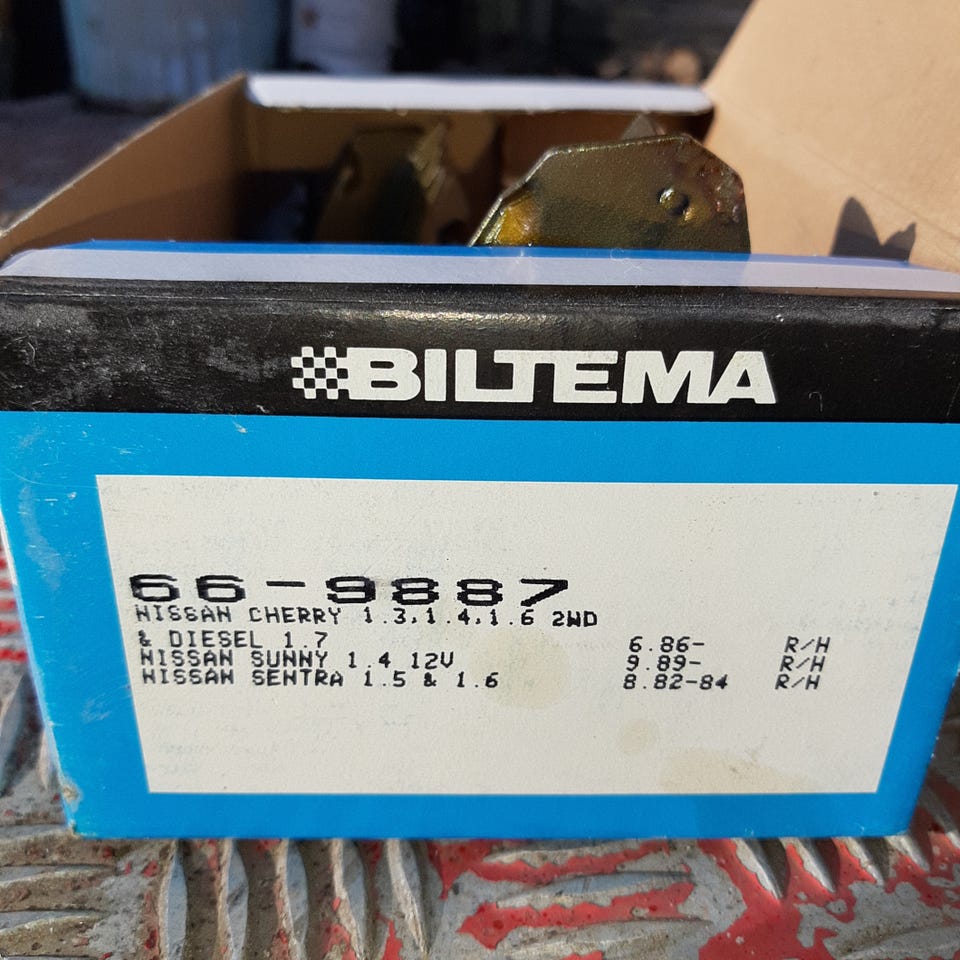 BILTEMA
66-9887
NISSAN CHERRY 1.3,1.4,1.6 2WD
& DIESEL 1.7 6.86- R/H
NISSAN SUNNY 1.4 12V 9.89- R/H
NISSAN SENTRA 1.5 & 1.6 8.82-84 R/H